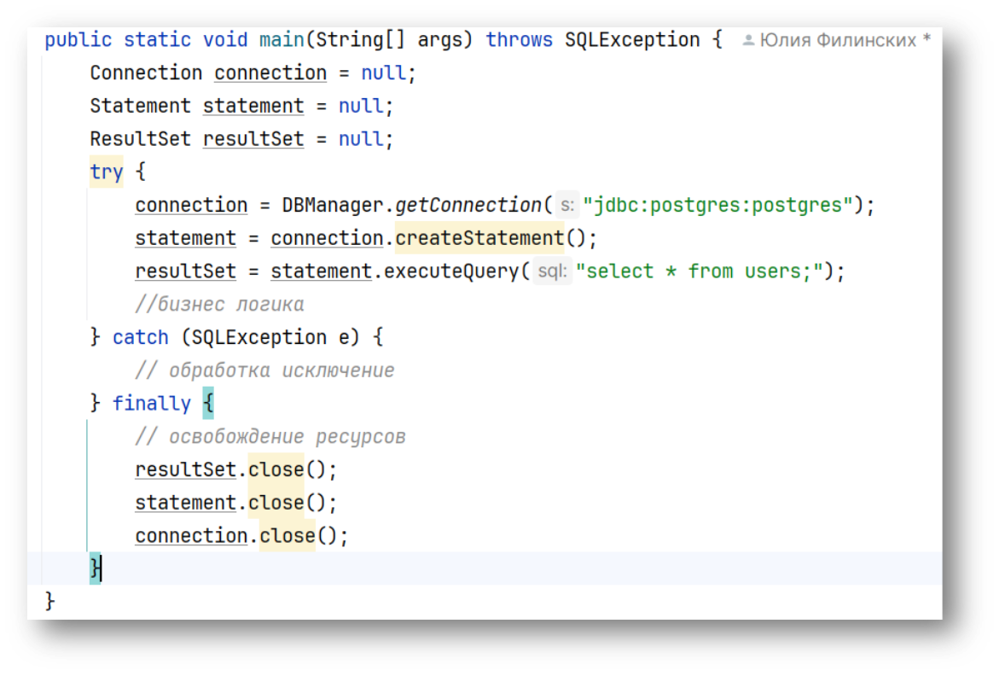 public static void main(String[] args) throws SQLException { Юлия Филинских *
Connection connection = null;
Statement statement = null;
ResultSet resultSet = null;
try {
connection = DBManager.getConnection( s: "jdbc:postgres:postgres");
statement = connection.createStatement();
resultSet = statement.executeQuery( sql: "select * from users;");
//бизнес логика
} catch (SQLException e) {
// обработка исключение
} finally {
// освобождение ресурсов
resultSet.close();
statement.close();
connection.close();
}
}